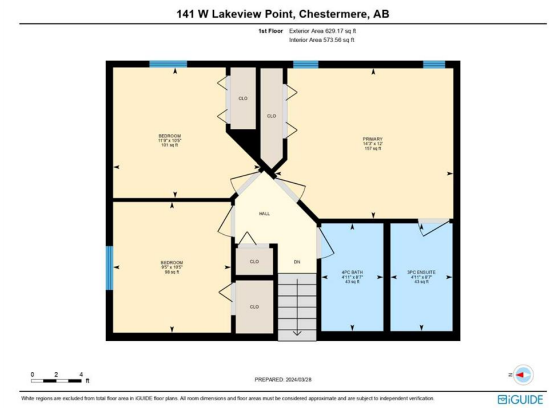 141 W Lakeview Point, Chestermere, AB
1st Floor Exterior Area 629.17 sq ft
Interior Area 573.56 sq ft
CLO
CLO
BEDROOM
11'9" x 10'5"
101 sq ft
PRIMARY
14'3" x 12'
157 sq ft
HALL
BEDROOM
9'5" x 10'5"
98 sq ft
CLO
DN
4PC BATH
4'11" x 8'7"
43 sq ft
3PC ENSUITE
4'11" x 8'7"
43 sq ft
CLO
0 2 4 ft
PREPARED: 2024/03/28
N
White regions are excluded from total floor area in iGUIDE floor plans. All room dimensions and floor areas must be considered approximate and are subject to independent verification.
iGUIDE